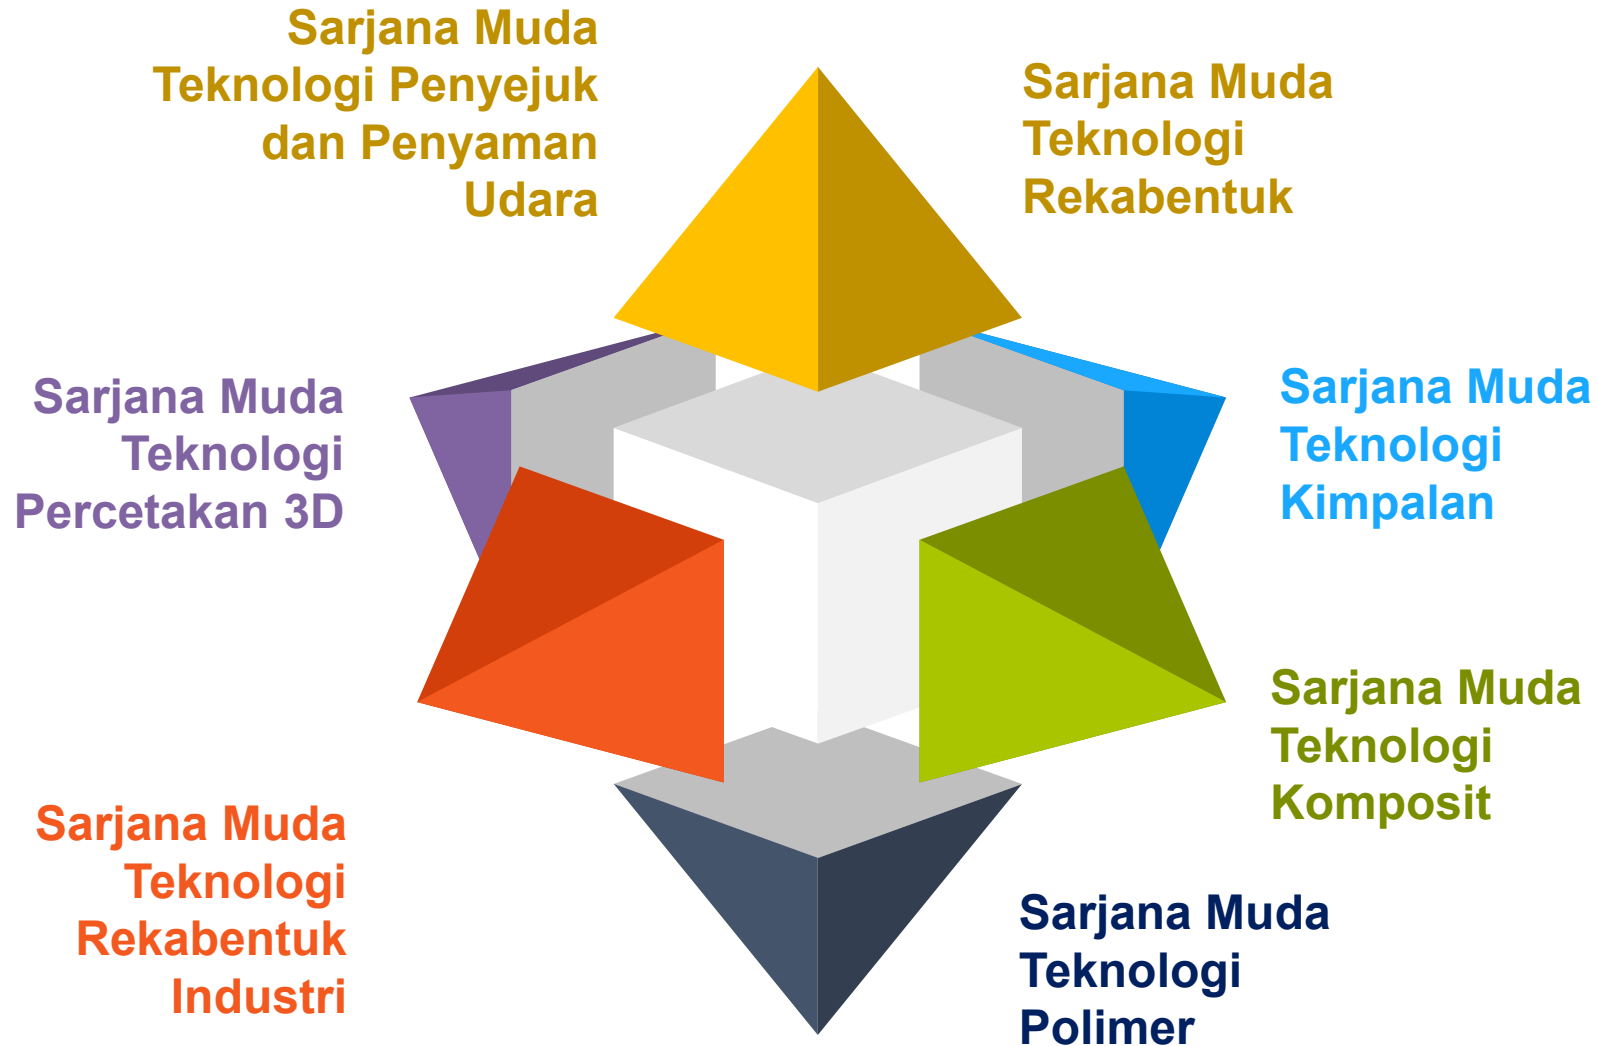 Sarjana Muda
Teknologi Penyejuk
dan Penyaman
Udara
Sarjana Muda
Teknologi
Rekabentuk
Sarjana Muda
Teknologi
Percetakan 3D
Sarjana Muda
Teknologi
Kimpalan
Sarjana Muda
Teknologi
Komposit
Sarjana Muda
Teknologi
Rekabentuk
Industri
Sarjana Muda
Teknologi
Polimer